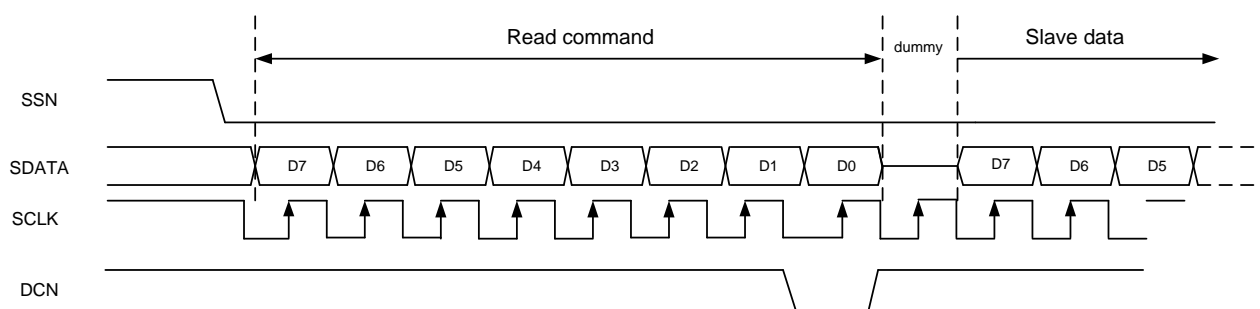 Read command
dummy
Slave data
SSN
SDATA
D7 D6 D5 D4 D3 D2 D1 D0 D7 D6 D5
SCLK
DCN